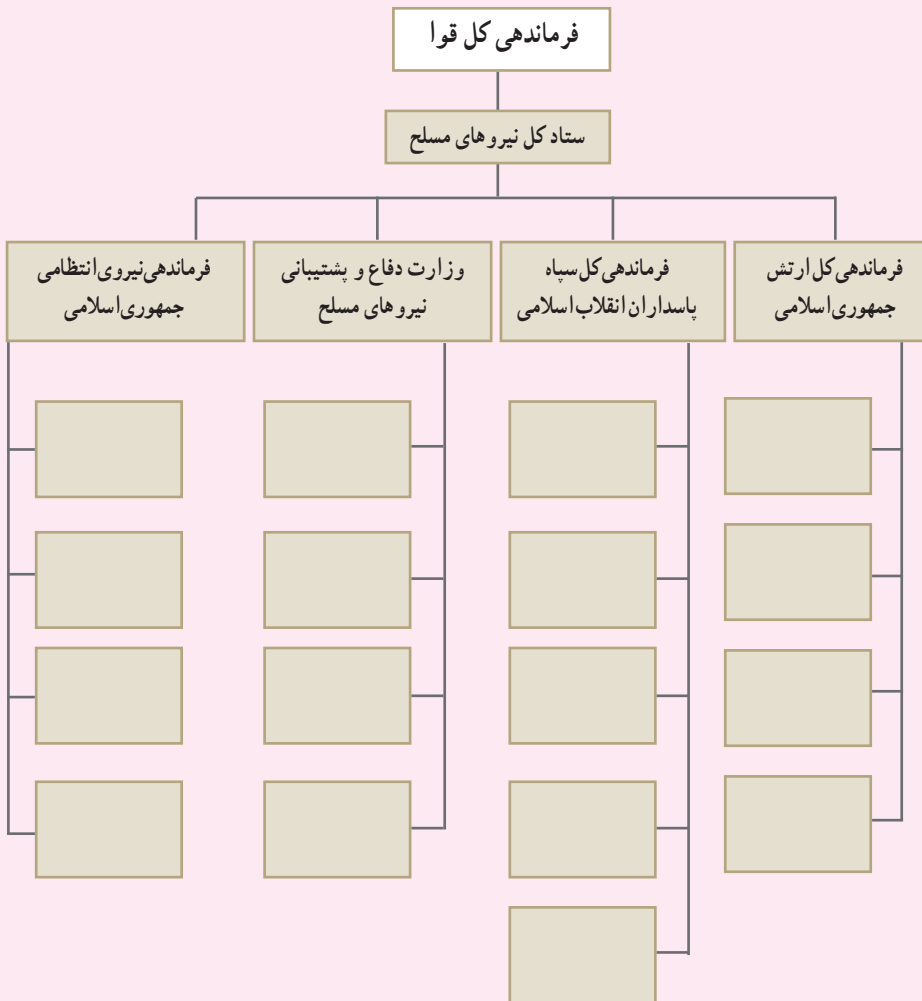 فرماندهی کل قوا
ستاد کل نیروهای مسلح
فرماندهی کل ارتش
جمهوری اسلامی
فرماندهی کل سپاه
پاسداران انقلاب اسلامی
وزارت دفاع و پشتیبانی
نیروهای مسلح
فرماندهی نیروی انتظامی
جمهوری اسلامی